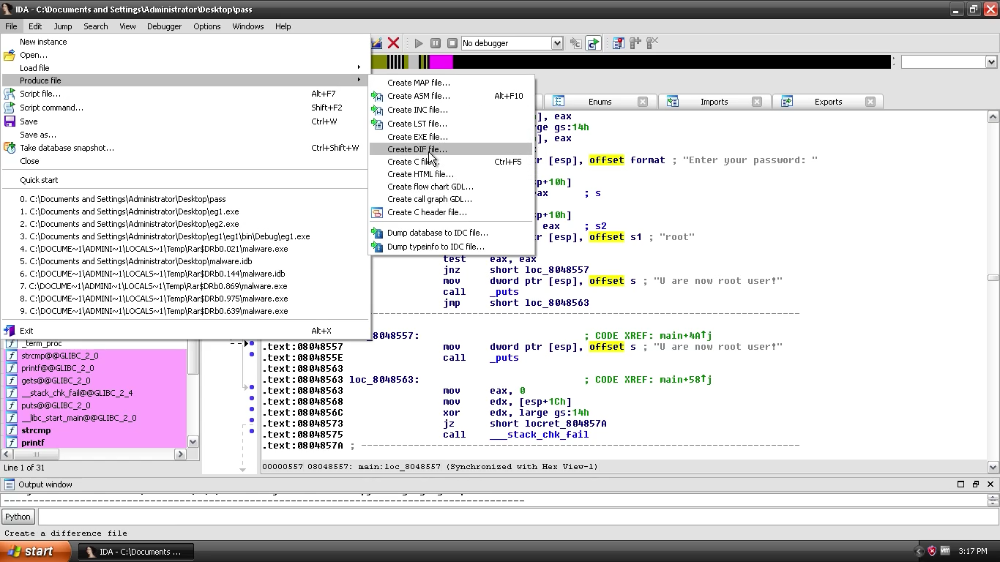 IDA - C:\Documents and Settings\Administrator\Desktop\pass
File Edit Jump Search View Debugger Options Windows Help
New instance
Open...
Load file
Produce file
Script file... Alt+F7
Script command... Shift+F2
Save Ctrl+W
Save as...
Take database snapshot... Ctrl+Shift+W
Close
Quick start
0. C:\Documents and Settings\Administrator\Desktop\pass
1. C:\Documents and Settings\Administrator\Desktop\eg1.exe
2. C:\Documents and Settings\Administrator\Desktop\eg2.exe
3. C:\Documents and Settings\Administrator\Desktop\eg1\eg1\bin\Debug\eg1.exe
4. C:\DOCUME~1\ADMINI~1\LOCALS~1\Temp\Rar$DRb0.021\malware.exe
5. C:\Documents and Settings\Administrator\Desktop\malware.idb
6. C:\DOCUME~1\ADMINI~1\LOCALS~1\Temp\Rar$DRb0.144\malware.idb
7. C:\DOCUME~1\ADMINI~1\LOCALS~1\Temp\Rar$DRb0.869\malware.exe
8. C:\DOCUME~1\ADMINI~1\LOCALS~1\Temp\Rar$DRb0.975\malware.exe
9. C:\DOCUME~1\ADMINI~1\LOCALS~1\Temp\Rar$DRb0.639\malware.exe
Exit Alt+X
Create MAP file...
Create ASM file... Alt+F10
Create INC file...
Create LST file...
Create EXE file...
Create DIF file...
Create C file... Ctrl+F5
Create HTML file...
Create flow chart GDL...
Create call graph GDL...
Create C header file...
Dump database to IDC file...
Dump typeinfo to IDC file...
No debugger
Enums Imports Exports
], eax
ge gs:14h
], eax
r [esp], offset format ; "Enter your password: "
p+10h]
ax ; s
p+10h]
eax ; s2
r [esp], offset s1 ; "root"
test eax, eax
jnz short loc_8048557
mov dword ptr [esp], offset s ; "U are now root user!"
call _puts
jmp short loc_8048563
_8048557: ; CODE XREF: main+4A↑j
.text:08048557 mov dword ptr [esp], offset s ; "U are now root user!"
.text:0804855E call _puts
.text:08048563
.text:08048563 loc_8048563: ; CODE XREF: main+58↑j
.text:08048563 mov eax, 0
.text:08048568 mov edx, [esp+1Ch]
.text:0804856C xor edx, large gs:14h
.text:08048573 jz short locret_804857A
.text:08048575 call ___stack_chk_fail
.text:0804857A ; 
00000557 08048557: main:loc_8048557 (Synchronized with Hex View-1)
_term_proc
strcmp@@GLIBC_2_0
printf@@GLIBC_2_0
gets@@GLIBC_2_0
__stack_chk_fail@@GLIBC_2_4
puts@@GLIBC_2_0
__libc_start_main@@GLIBC_2_0
strcmp
printf
Line 1 of 31
Output window
Python
Create a difference file
start
IDA - C:\Documents ...
3:17 PM